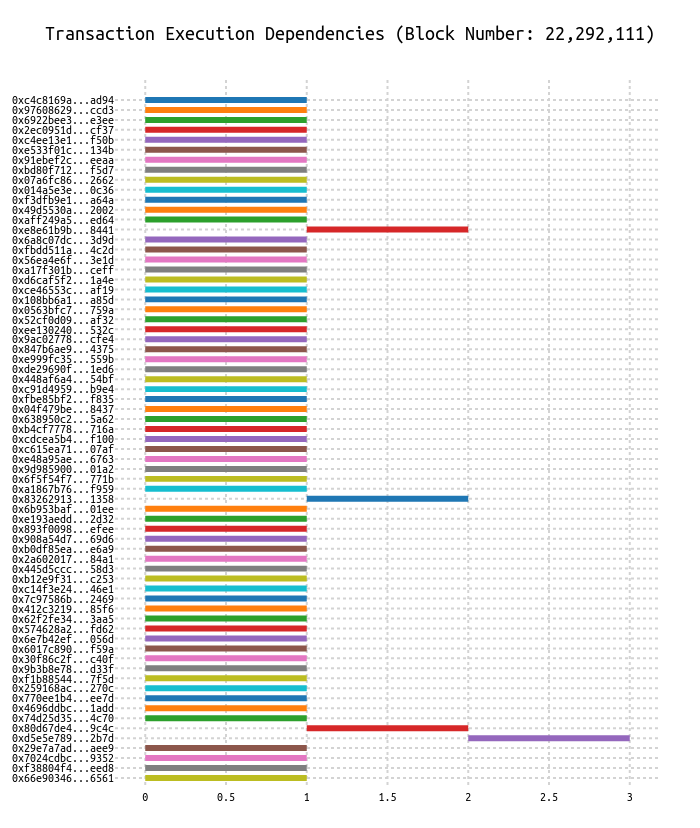 Transaction Execution Dependencies (Block Number: 22,292,111)
0xc4c8169a...ad94
0x97608629...ccd3
0x6922bee3...e3ee
0x2ec0951d...cf37
0xc4ee13e1...f50b
0xe533f01c...134b
0x91ebef2c...eeaa
0xbd80f712...f5d7
0x07a6fc86...2662
0x014a5e3e...0c36
0xf3dfb9e1...a64a
0x49d5530a...2002
0xaff249a5...ed64
0xe8e61b9b...8441
0x6a8c07dc...3d9d
0xfbdd511a...4c2d
0x56ea4e6f...3e1d
0xa17f301b...ceff
0xd6caf5f2...1a4e
0xce46553c...af19
0x108bb6a1...a85d
0x0563bfc7...759a
0x52cf0d09...af32
0xee130240...532c
0x9ac02778...cfe4
0x847b6ae9...4375
0xe999fc35...559b
0xde29690f...1ed6
0x448af6a4...54bf
0xc91d4959...b9e4
0xfbe85bf2...f835
0x04f479be...8437
0x638950c2...5a62
0xb4cf7778...716a
0xcdcea5b4...f100
0xc615ea71...07af
0xe48a95ae...6763
0x9d985900...01a2
0x6f5f54f7...771b
0xa1867b76...f959
0x83262913...1358
0x6b953baf...01ee
0xe193aedd...2d32
0x893f0098...efee
0x908a54d7...69d6
0xb0df85ea...e6a9
0x2a602017...84a1
0x445d5ccc...58d3
0xb12e9f31...c253
0xc14f3e24...46e1
0x7c97586b...2469
0x412c3219...85f6
0x62f2fe34...3aa5
0x574628a2...fd62
0x6e7b42ef...056d
0x6017c890...f59a
0x30f86c2f...c40f
0x9b3b8e78...d33f
0xf1b88544...7f5d
0x259168ac...270c
0x770ee1b4...ee7d
0x4696ddbc...1add
0x74d25d35...4c70
0x80d67de4...9c4c
0xd5e5e789...2b7d
0x29e7a7ad...aee9
0x7024cdbc...9352
0xf38804f4...eed8
0x66e90346...6561
0 0.5 1 1.5 2 2.5 3